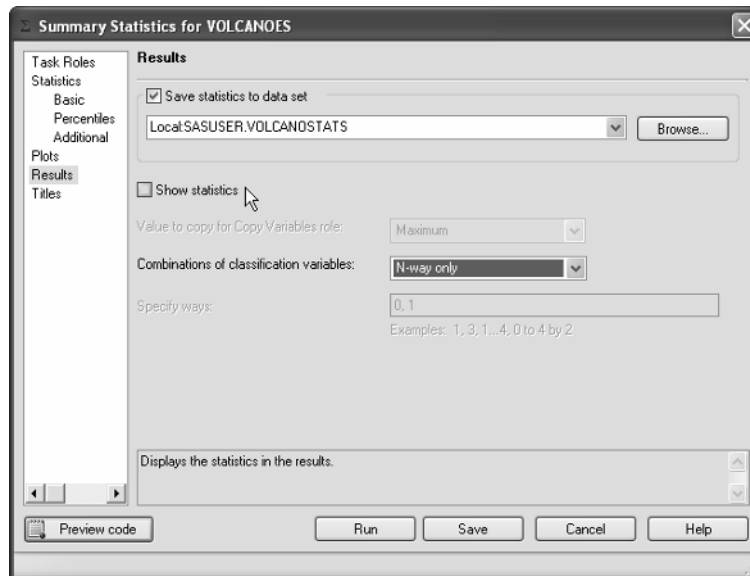 Summary Statistics for VOLCANOES
Task Roles
Statistics
Basic
Percentiles
Additional
Plots
Results
Titles
Results
Save statistics to data set
Local:SASUSER.VOLCANOSTATS
Browse...
Show statistics
Value to copy for Copy Variables role:
Maximum
Combinations of classification variables:
N-way only
Specify ways:
0, 1
Examples: 1, 3, 1...4, 0 to 4 by 2
Displays the statistics in the results.
Preview code
Run
Save
Cancel
Help